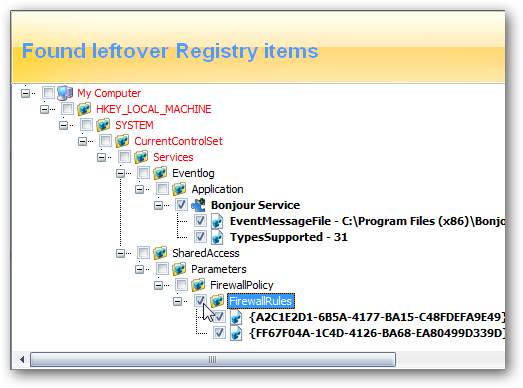 Found leftover Registry items
My Computer
HKEY_LOCAL_MACHINE
SYSTEM
CurrentControlSet
Services
Eventlog
Application
Bonjour Service
EventMessageFile - C:\Program Files (x86)\Bonjo
TypesSupported - 31
SharedAccess
Parameters
FirewallPolicy
FirewallRules
{A2C1E2D1-6B5A-4177-BA15-C48FDEFA9E49}
{FF67F04A-1C4D-4126-BA68-EA80499D339D}